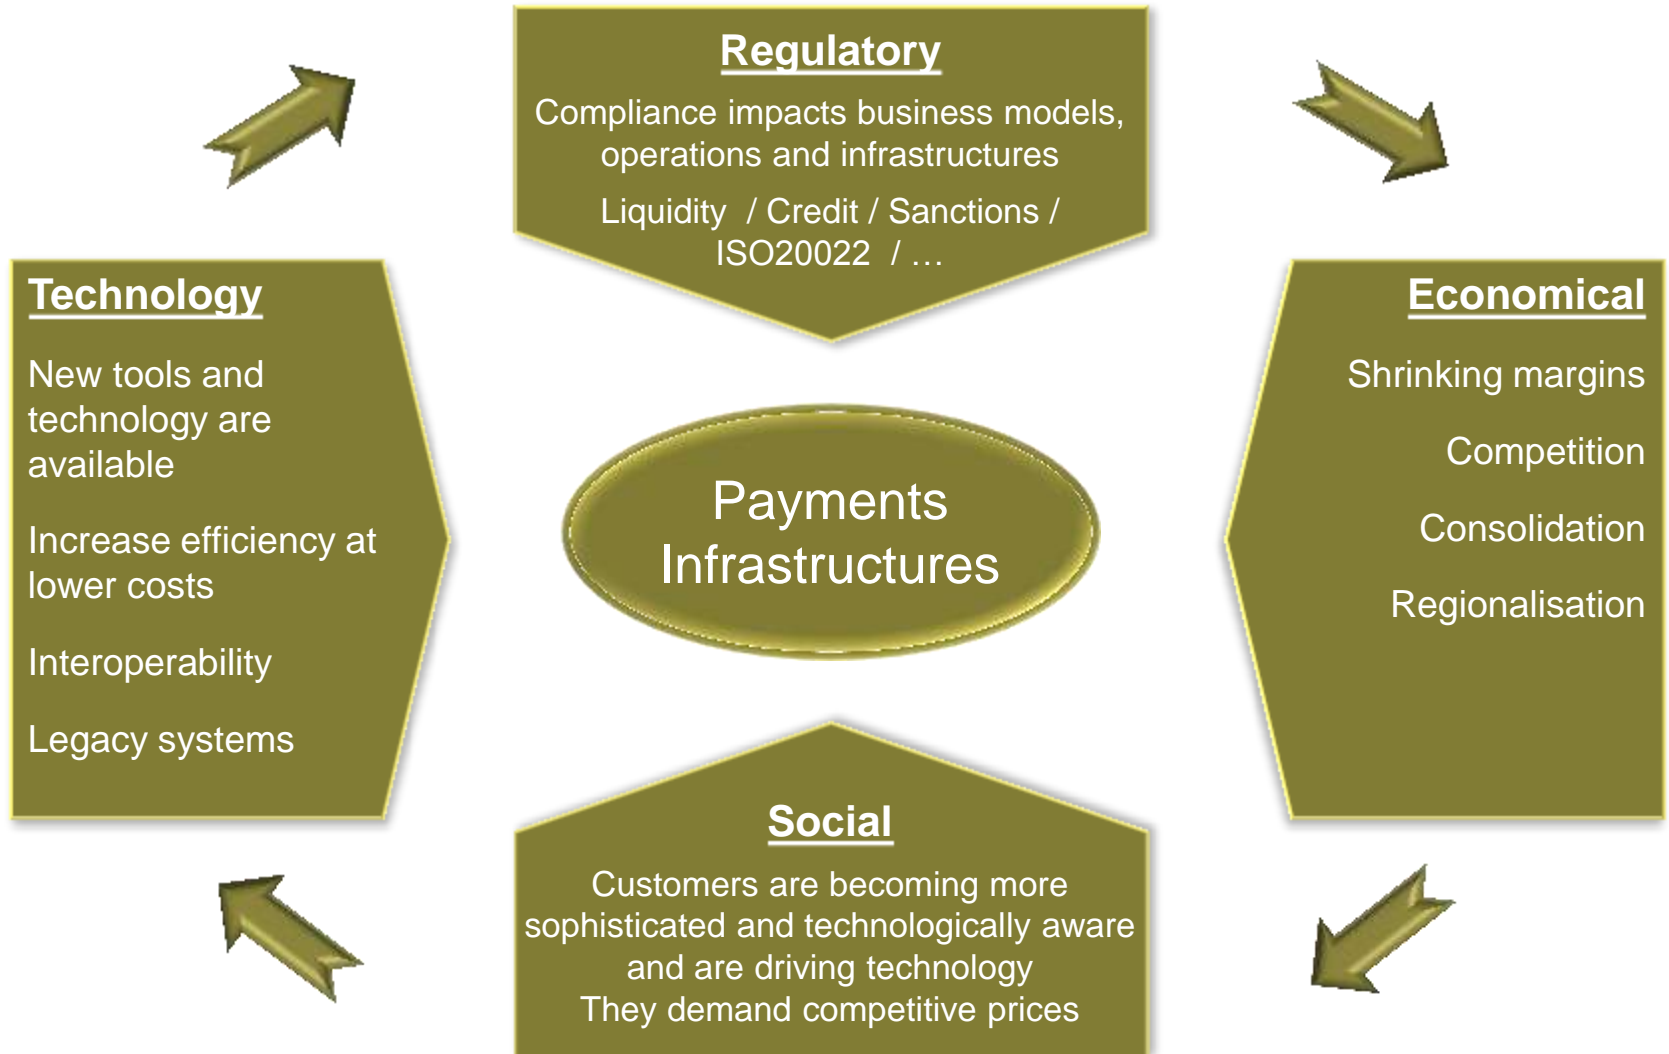 Regulatory
Compliance impacts business models,
operations and infrastructures
Liquidity / Credit / Sanctions /
ISO20022 / …
Technology
New tools and
technology are
available
Increase efficiency at
lower costs
Interoperability
Legacy systems
Payments
Infrastructures
Economical
Shrinking margins
Competition
Consolidation
Regionalisation
Social
Customers are becoming more
sophisticated and technologically aware
and are driving technology
They demand competitive prices